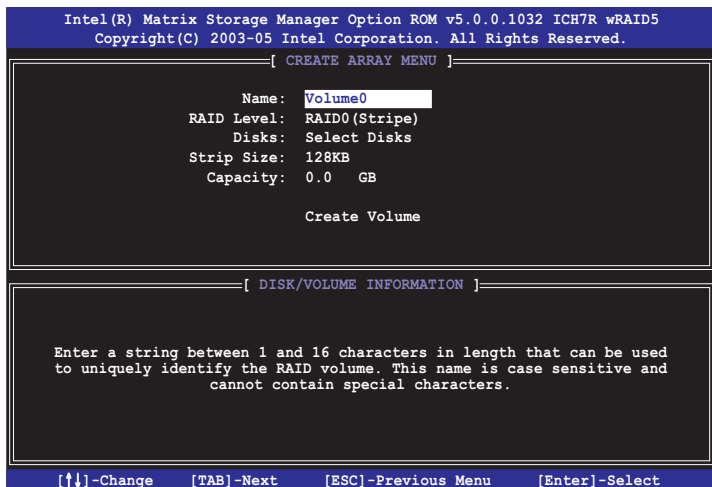 Intel(R) Matrix Storage Manager Option ROM v5.0.0.1032 ICH7R wRAID5
Copyright(C) 2003-05 Intel Corporation. All Rights Reserved.
[ CREATE ARRAY MENU ]
Name: Volume0
RAID Level: RAID0(Stripe)
Disks: Select Disks
Strip Size: 128KB
Capacity: 0.0 GB
Create Volume
[ DISK/VOLUME INFORMATION ]
Enter a string between 1 and 16 characters in length that can be used
to uniquely identify the RAID volume. This name is case sensitive and
cannot contain special characters.
[↑↓]-Change [TAB]-Next [ESC]-Previous Menu [Enter]-Select